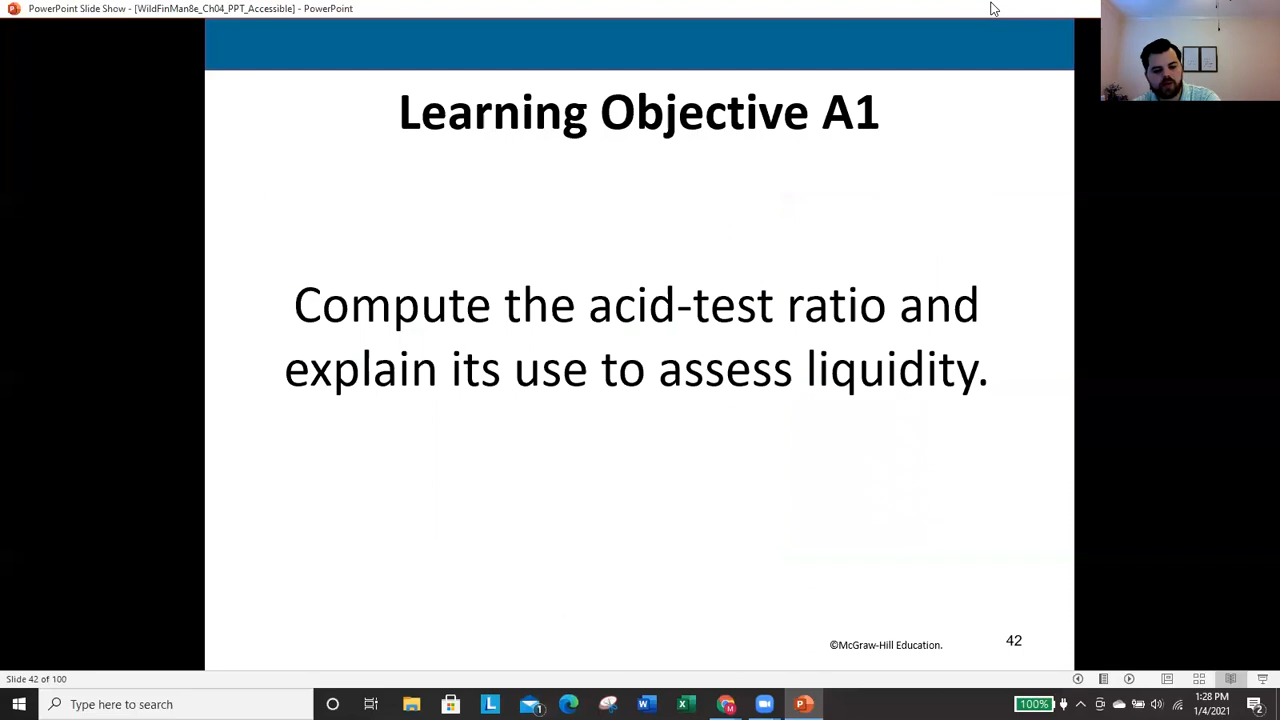 PowerPoint Slide Show - [WildFinMan8e_Ch04_PPT_Accessible] - PowerPoint
Learning Objective A1
Compute the acid-test ratio and
explain its use to assess liquidity.
©McGraw-Hill Education.
42
Slide 42 of 100
Type here to search
100%
1:28 PM
1/4/2021